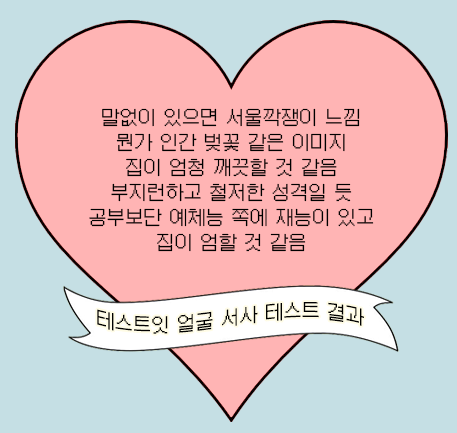 말없이 있으면 서울깍쟁이 느낌
뭔가 인간 벚꽃 같은 이미지
집이 엄청 깨끗할 것 같음
부지런하고 철저한 성격일 듯
공부보단 예체능 쪽에 재능이 있고
집이 엄할 것 같음
테스트잇 얼굴 서사 테스트 결과